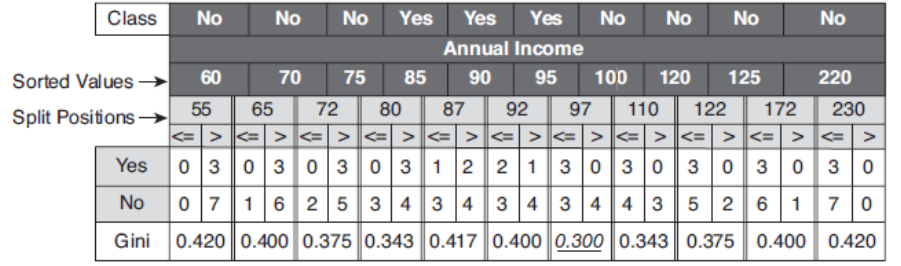 Class No No No Yes Yes Yes No No No No
Annual Income
Sorted Values → 60 70 75 85 90 95 100 120 125 220
Split Positions → 55 65 72 80 87 92 97 110 122 172 230
<= > <= > <= > <= > <= > <= > <= > <= > <= > <= > <= >
Yes 0 3 0 3 0 3 0 3 1 2 2 1 3 0 3 0 3 0 3 0 3 0
No 0 7 1 6 2 5 3 4 3 4 3 4 3 4 4 3 5 2 6 1 7 0
Gini 0.420 0.400 0.375 0.343 0.417 0.400 0.300 0.343 0.375 0.400 0.420